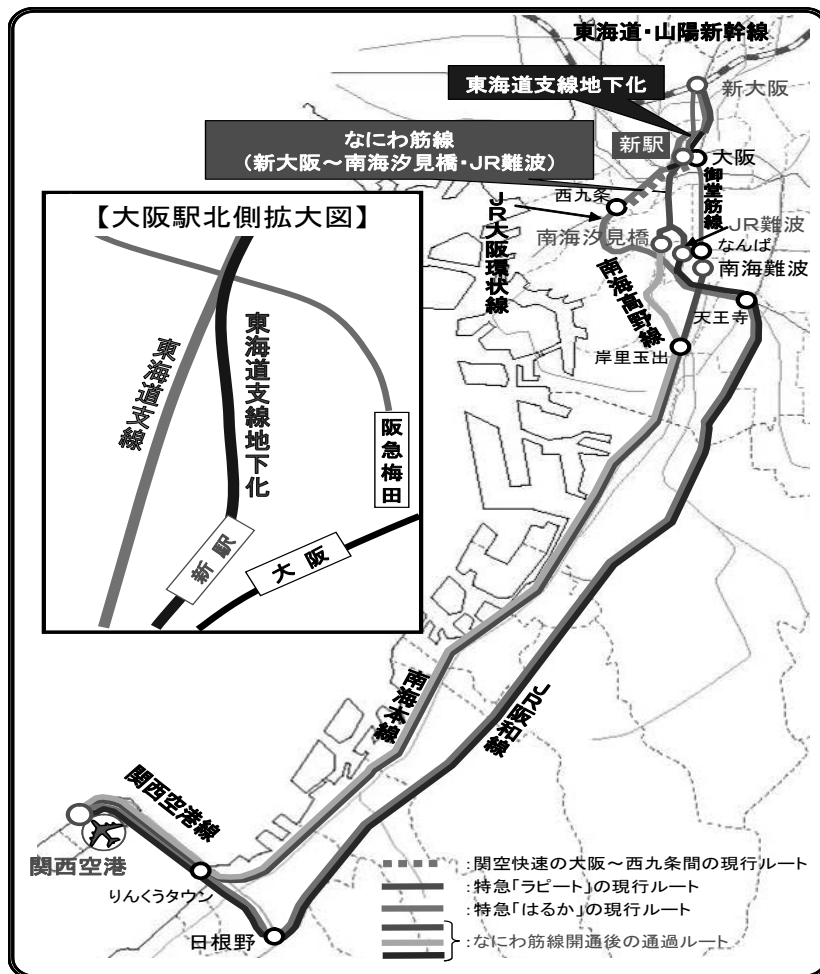 東海道・山陽新幹線
新大阪
東海道支線地下化
なにわ筋線
（新大阪～南海汐見橋・JR難波）
新駅
大阪
御堂筋線
西九条
JR大阪環状線
南海汐見橋
JR難波
なんば
南海難波
南海高野線
天王寺
岸里玉出
【大阪駅北側拡大図】
東海道支線
東海道支線地下化
阪急梅田
新駅
大阪
南海本線
JR阪和線
関西空港線
関西空港
りんくうタウン
日根野
：関空快速の大阪～西九条間の現行ルート
：特急「ラピート」の現行ルート
：特急「はるか」の現行ルート
：なにわ筋線開通後の通過ルート